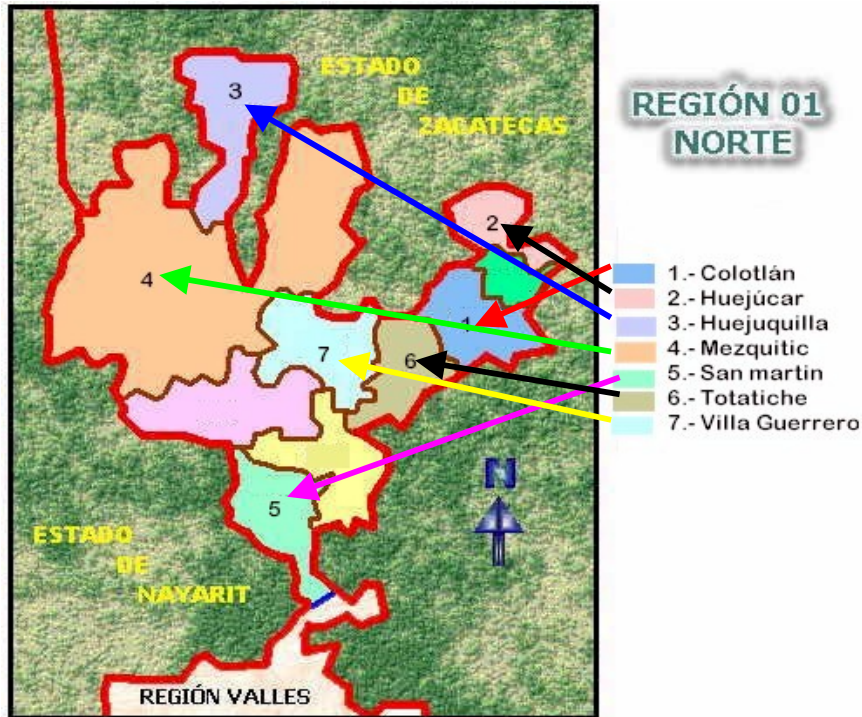 ESTADO
DE
ZACATECAS
3
2
4
1
7
6
5
N
ESTADO
DE
NAYARIT
REGIÓN VALLES
REGIÓN 01
NORTE
1.- Colotlán
2.- Huejúcar
3.- Huejuquilla
4.- Mezquitic
5.- San martin
6.- Totatiche
7.- Villa Guerrero